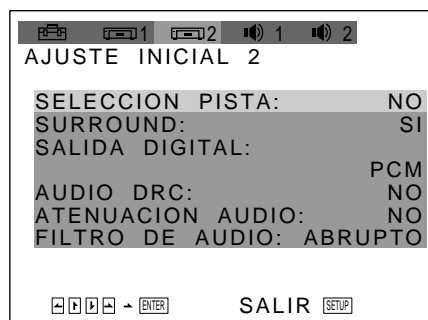 1 2 1 2
AJUSTE INICIAL 2
SELECCION PISTA: NO
SURROUND: SI
SALIDA DIGITAL:
PCM
AUDIO DRC: NO
ATENUACION AUDIO: NO
FILTRO DE AUDIO: ABRUPTO
ENTER SALIR SETUP